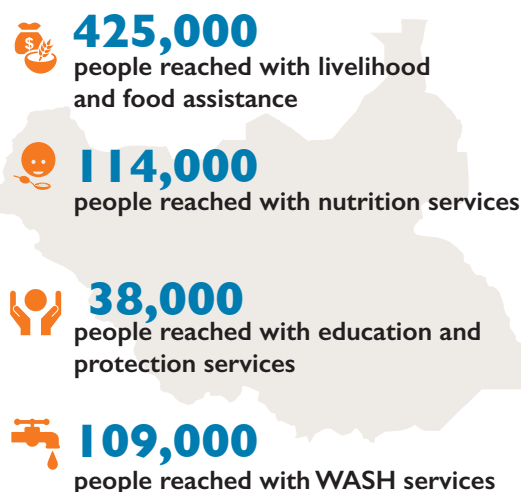 425,000
people reached with livelihood
and food assistance
114,000
people reached with nutrition services
38,000
people reached with education and
protection services
109,000
people reached with WASH services